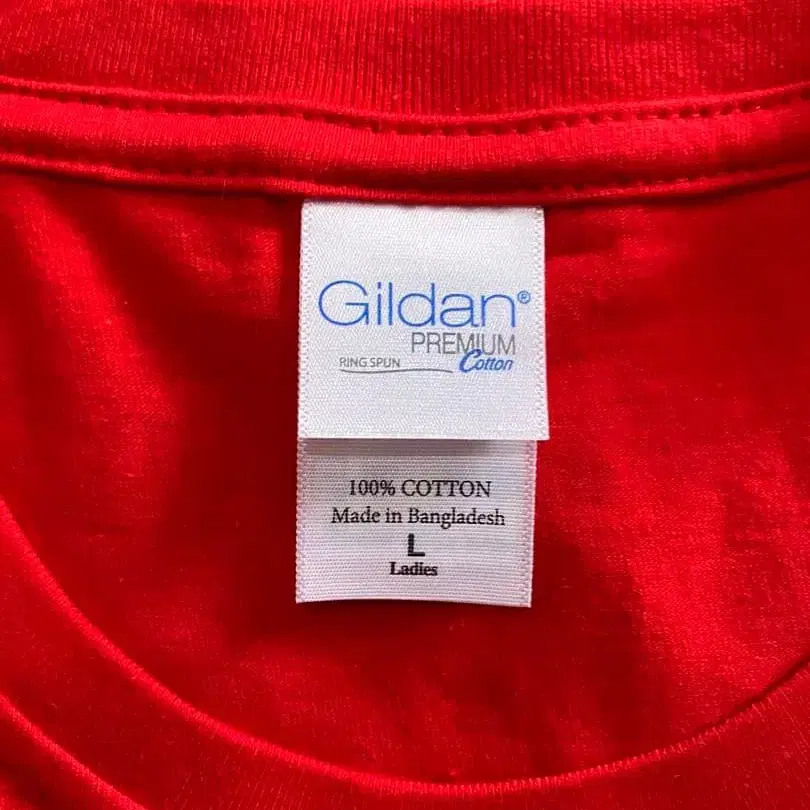 Gildan®
PREMIUM
RING SPUN Cotton
100% COTTON
Made in Bangladesh
L
Ladies